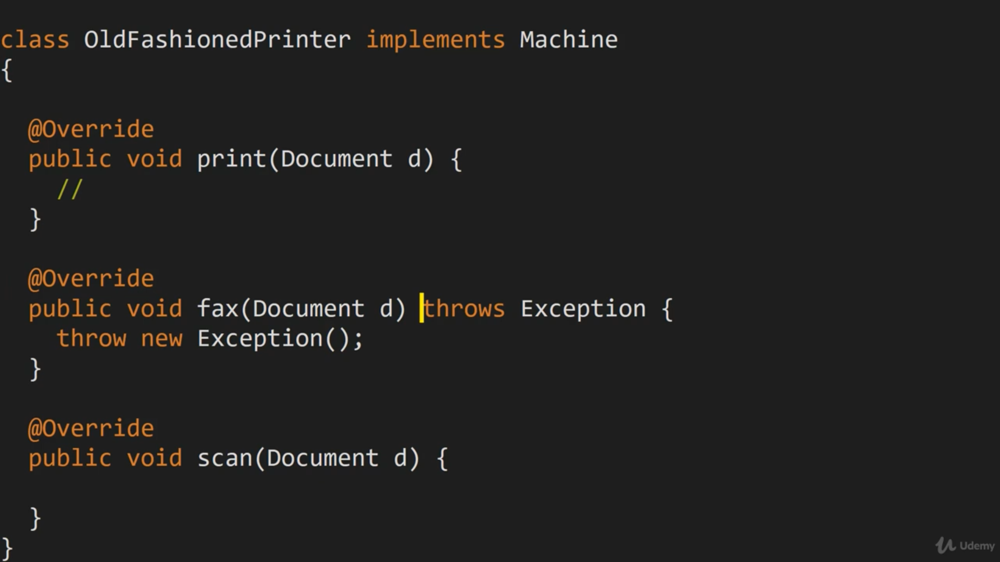 class OldFashionedPrinter implements Machine
{
@Override
public void print(Document d) {
//
}
@Override
public void fax(Document d) throws Exception {
throw new Exception();
}
@Override
public void scan(Document d) {
}
}
Udemy